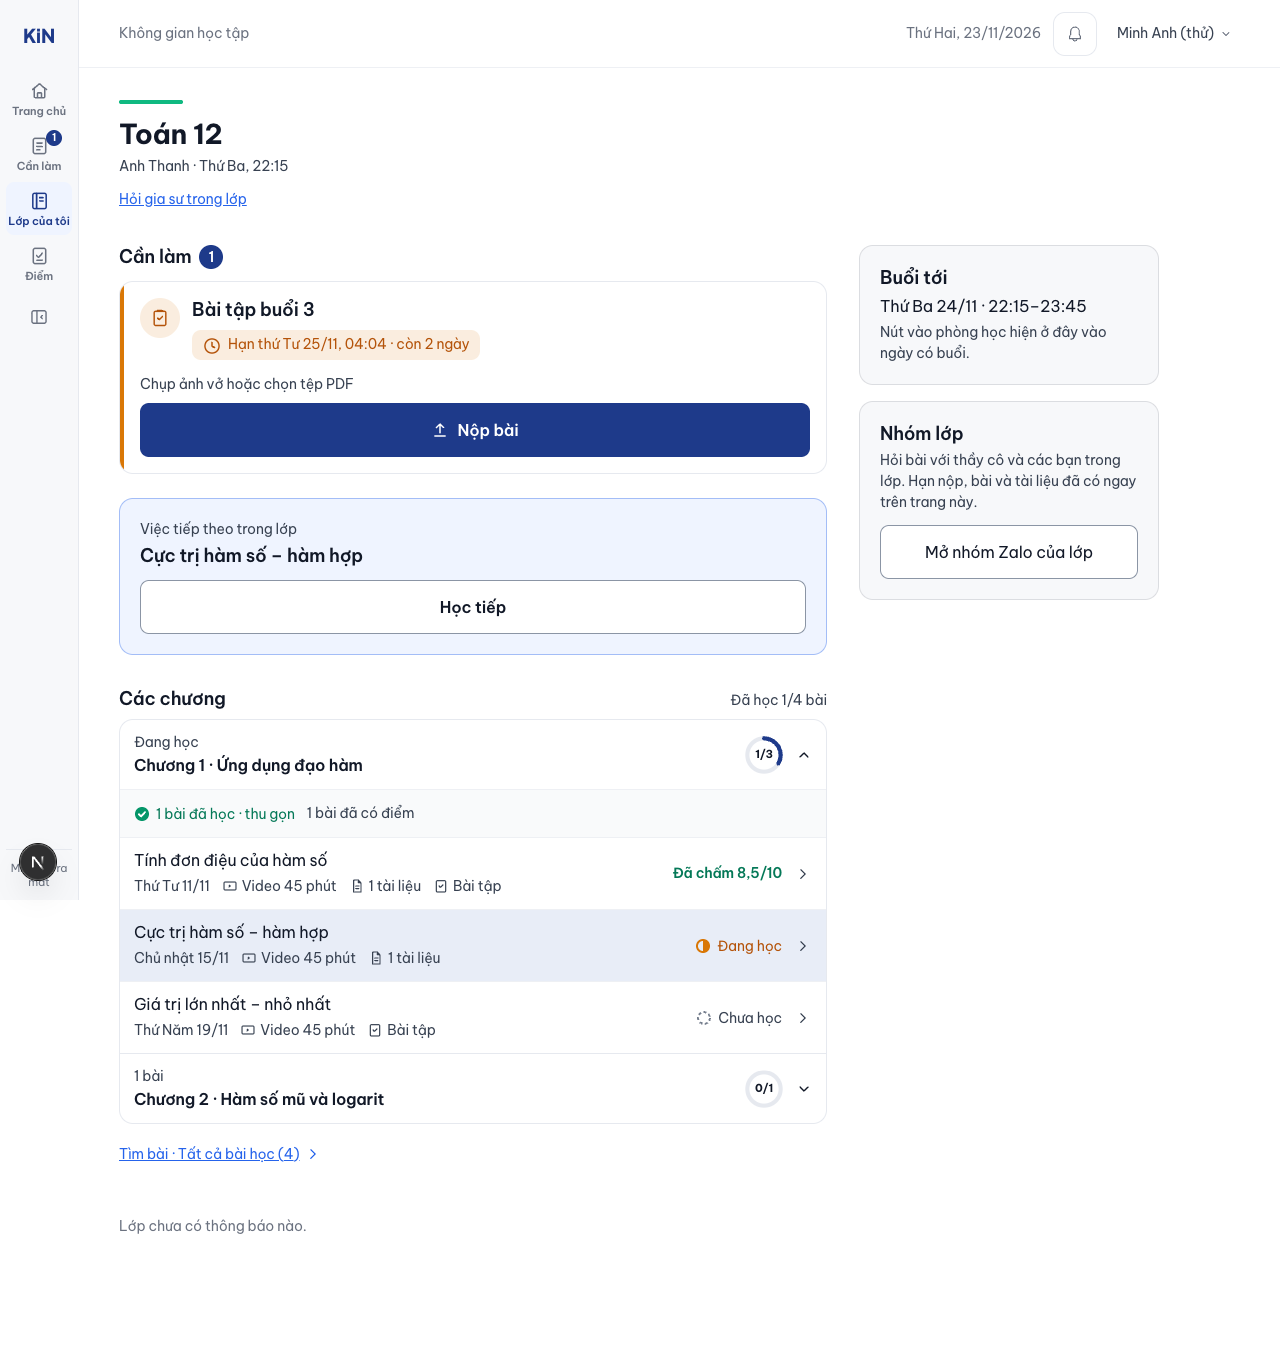 KiN
Trang chủ
1
Cần làm
Lớp của tôi
Điểm
N
mắt
Không gian học tập
Thứ Hai, 23/11/2026
Minh Anh (thử)
Toán 12
Anh Thanh · Thứ Ba, 22:15
Hỏi gia sư trong lớp
Cần làm 1
Bài tập buổi 3
Hạn thứ Tư 25/11, 04:04 · còn 2 ngày
Chụp ảnh vở hoặc chọn tệp PDF
Nộp bài
Việc tiếp theo trong lớp
Cực trị hàm số – hàm hợp
Học tiếp
Các chương
Đã học 1/4 bài
Đang học
Chương 1 · Ứng dụng đạo hàm
1/3
1 bài đã học · thu gọn 1 bài đã có điểm
Tính đơn điệu của hàm số
Thứ Tư 11/11 Video 45 phút 1 tài liệu Bài tập
Đã chấm 8,5/10
Cực trị hàm số – hàm hợp
Chủ nhật 15/11 Video 45 phút 1 tài liệu
Đang học
Giá trị lớn nhất – nhỏ nhất
Thứ Năm 19/11 Video 45 phút Bài tập
Chưa học
1 bài
Chương 2 · Hàm số mũ và logarit
0/1
Tìm bài · Tất cả bài học (4)
Lớp chưa có thông báo nào.
Buổi tới
Thứ Ba 24/11 · 22:15–23:45
Nút vào phòng học hiện ở đây vào
ngày có buổi.
Nhóm lớp
Hỏi bài với thầy cô và các bạn trong
lớp. Hạn nộp, bài và tài liệu đã có ngay
trên trang này.
Mở nhóm Zalo của lớp